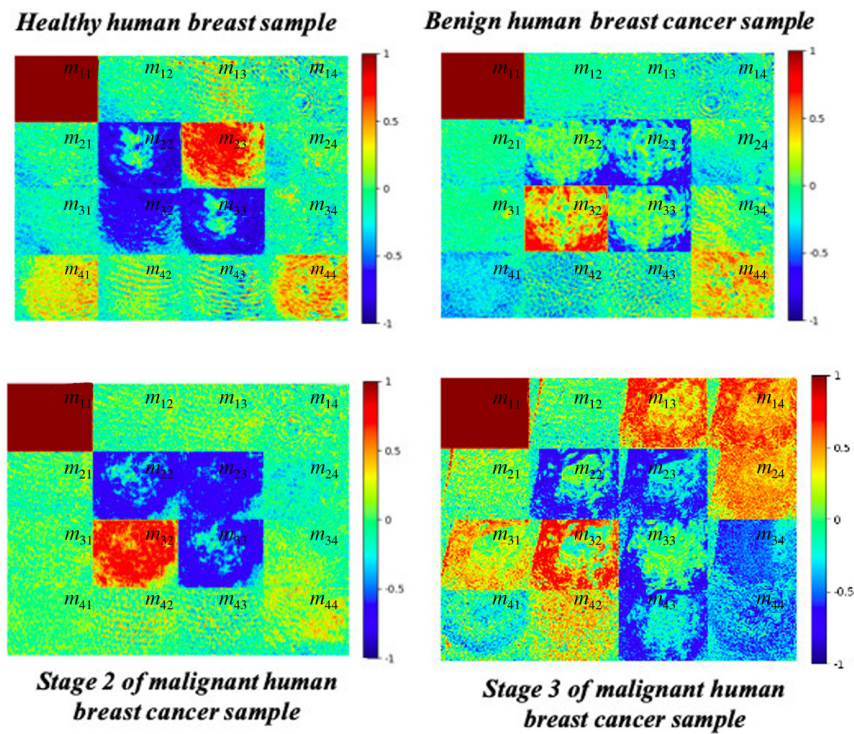 Healthy human breast sample
Benign human breast cancer sample
m11 m12 m13 m14
m21 m22 m23 m24
m31 m32 m33 m34
m41 m42 m43 m44
1
0.5
0
-0.5
-1
m11 m12 m13 m14
m21 m22 m23 m24
m31 m32 m33 m34
m41 m42 m43 m44
1
0.5
0
-0.5
-1
m11 m12 m13 m14
m21 m22 m23 m24
m31 m32 m33 m34
m41 m42 m43 m44
1
0.5
0
-0.5
-1
m11 m12 m13 m14
m21 m22 m23 m24
m31 m32 m33 m34
m41 m42 m43 m44
1
0.5
0
-0.5
-1
Stage 2 of malignant human
breast cancer sample
Stage 3 of malignant human
breast cancer sample